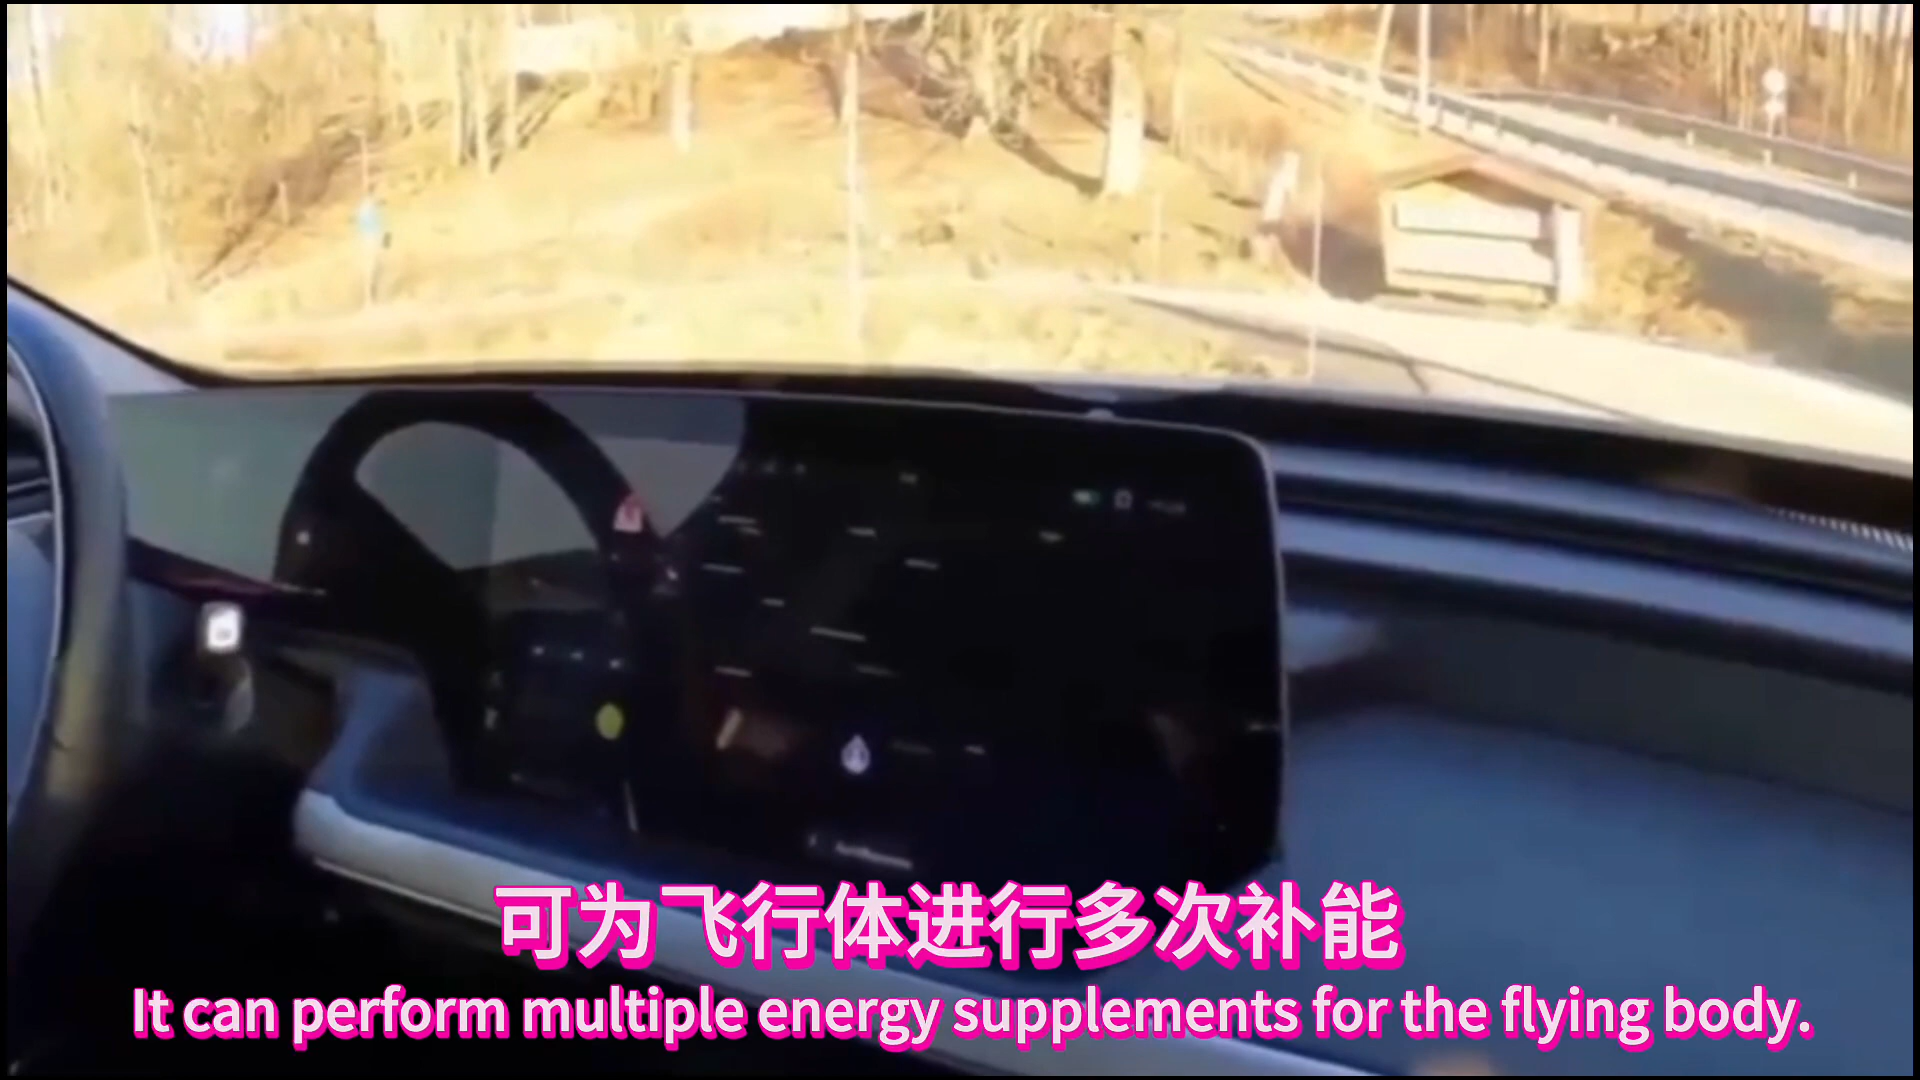 可为飞行体进行多次补能
It can perform multiple energy supplements for the flying body.